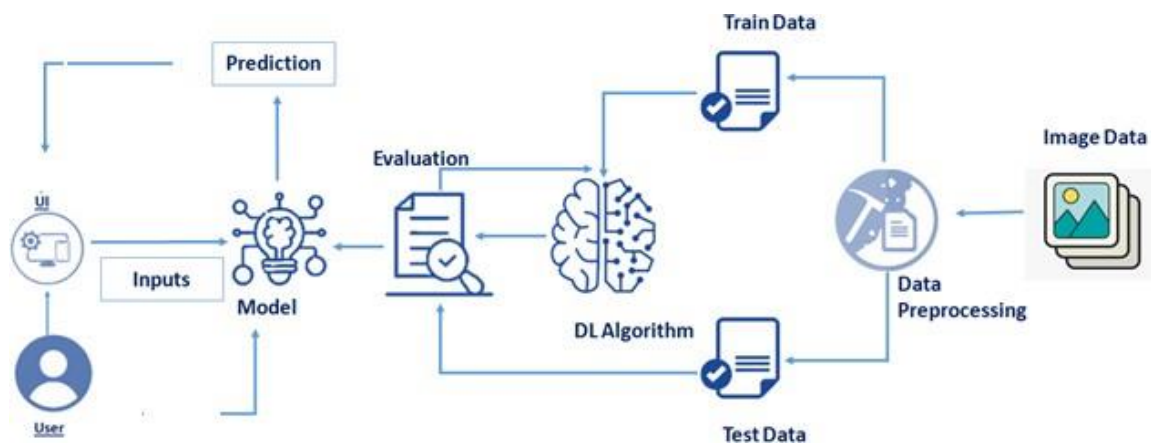 Train Data
Prediction
Image Data
Evaluation
UI
Inputs
Model
Data
Preprocessing
DL Algorithm
User
Test Data